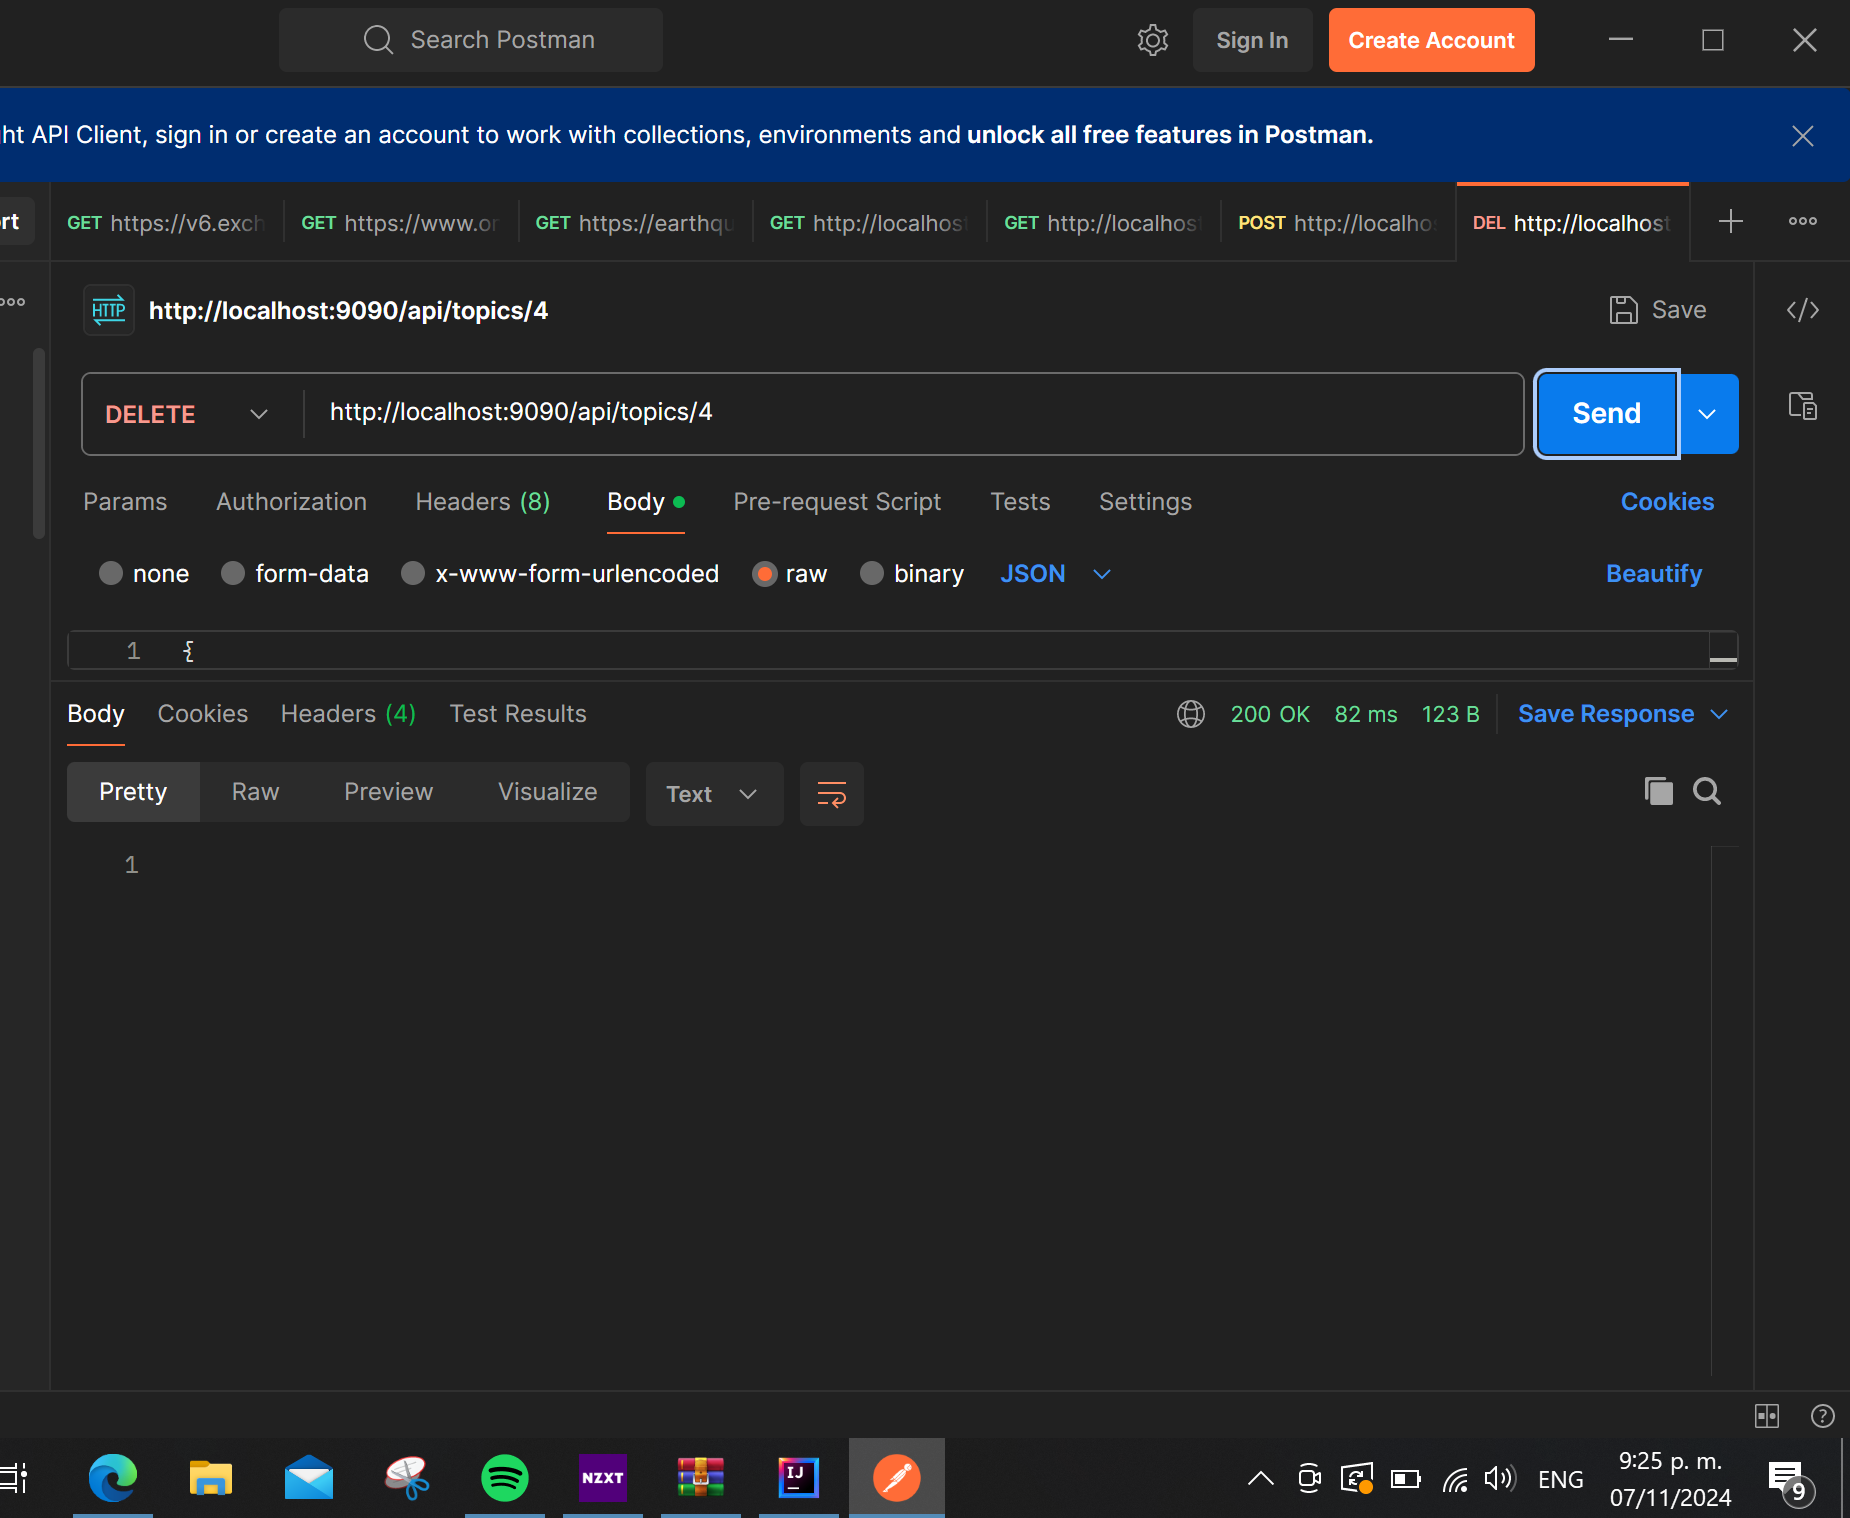 Search Postman
Sign In
Create Account
ht API Client, sign in or create an account to work with collections, environments and unlock all free features in Postman.
rt
GET https://v6.exch
GET https://www.or
GET https://earthqu
GET http://localhost
GET http://localhost
POST http://localhos
DEL http://localhost
HTTP
http://localhost:9090/api/topics/4
Save
DELETE
http://localhost:9090/api/topics/4
Send
Params
Authorization
Headers (8)
Body
Pre-request Script
Tests
Settings
Cookies
none
form-data
x-www-form-urlencoded
raw
binary
JSON
Beautify
1 {
Body
Cookies
Headers (4)
Test Results
200 OK
82 ms
123 B
Save Response
Pretty
Raw
Preview
Visualize
Text
1
NZXT
IJ
ENG
9:25 p. m.
07/11/2024
9